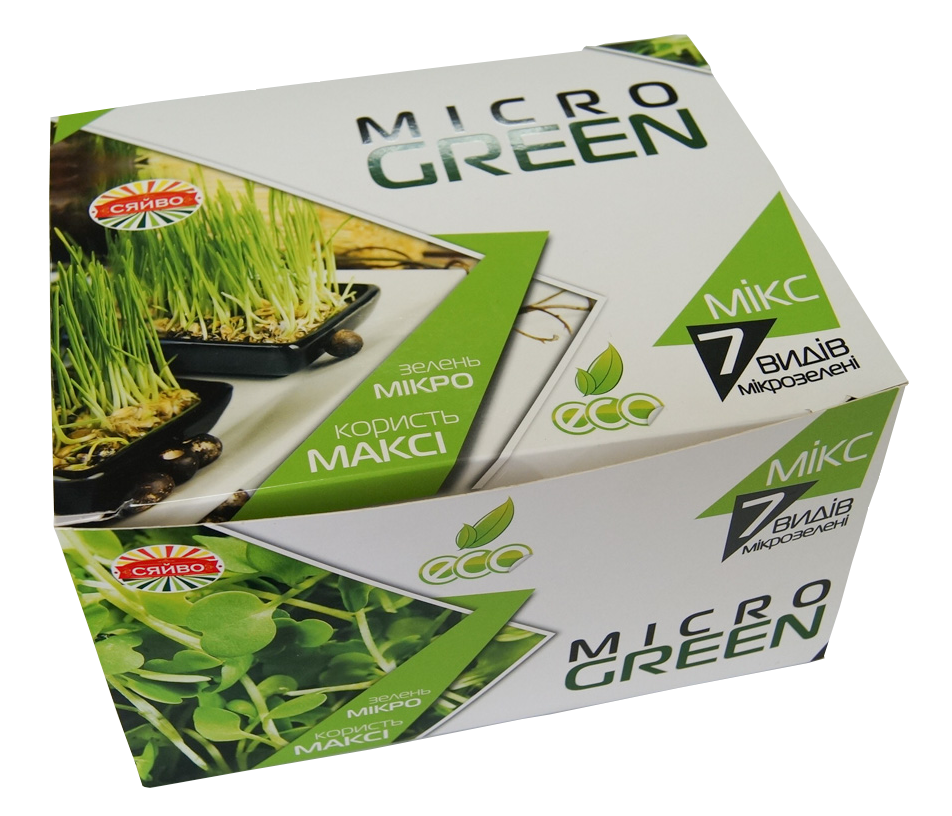 MICRO
GREEN
СЯЙВО
МІКС
7 ВИДІВ
мікрозелені
зелень
МІКРО
користь
МАКСІ
eco
МІКС
7 ВИДІВ
мікрозелені
eco
СЯЙВО
MICRO
GREEN
зелень
МІКРО
користь
МАКСІ